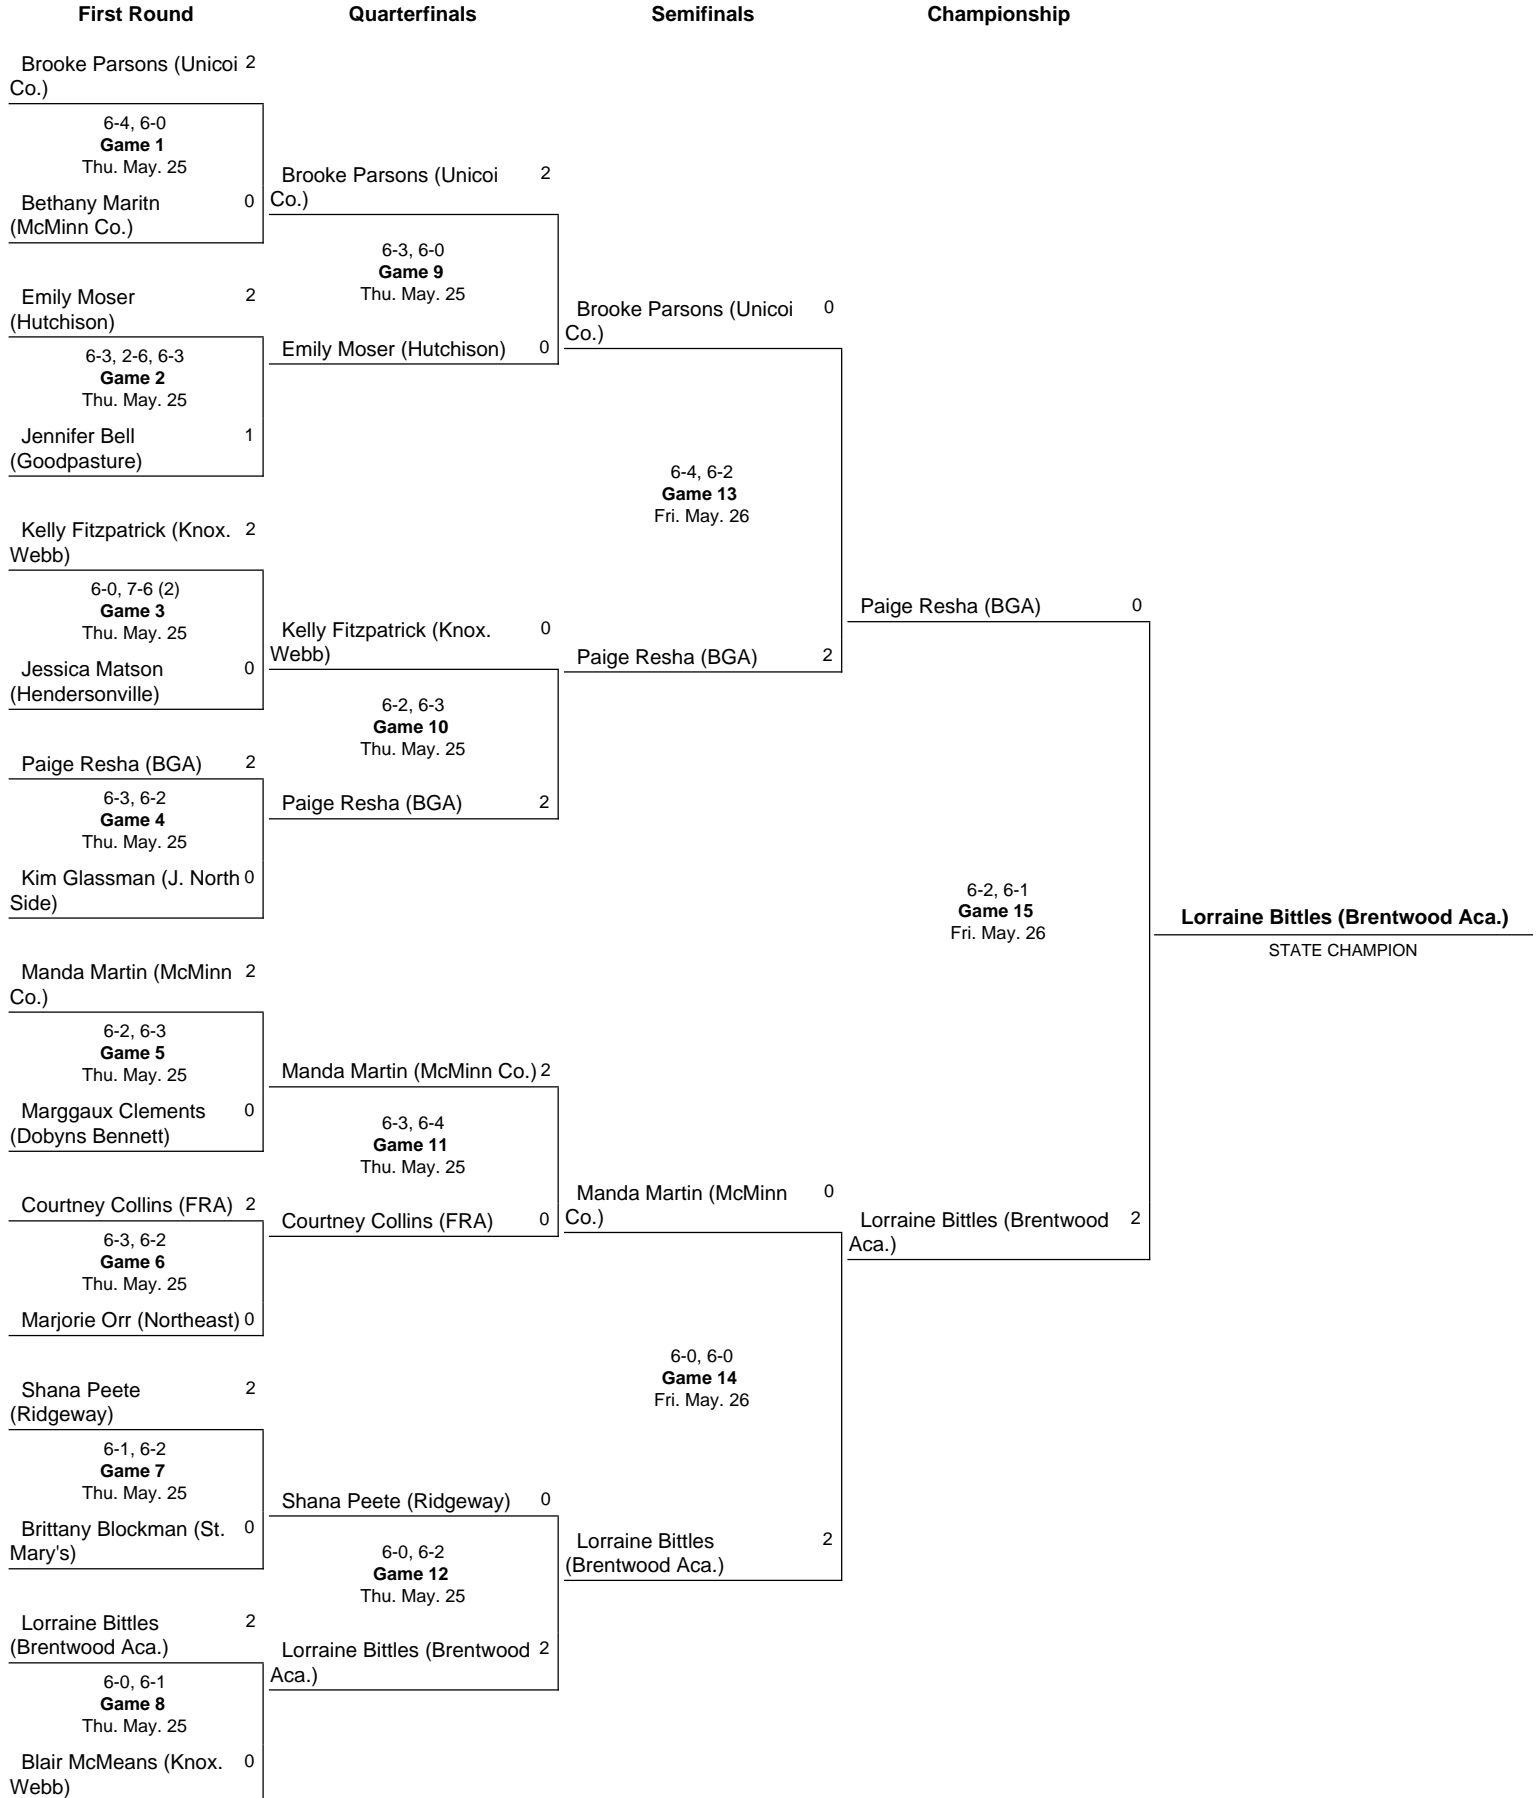 First Round Quarterfinals Semifinals Championship
Brooke Parsons (Unicoi 2
Co.)
6-4, 6-0
Game 1
Thu. May. 25
Bethany Maritn 0
(McMinn Co.)
Emily Moser 2
(Hutchison)
6-3, 2-6, 6-3
Game 2
Thu. May. 25
Jennifer Bell 1
(Goodpasture)
Kelly Fitzpatrick (Knox. 2
Webb)
6-0, 7-6 (2)
Game 3
Thu. May. 25
Jessica Matson 0
(Hendersonville)
Paige Resha (BGA) 2
6-3, 6-2
Game 4
Thu. May. 25
Kim Glassman (J. North 0
Side)
Manda Martin (McMinn 2
Co.)
6-2, 6-3
Game 5
Thu. May. 25
Marggaux Clements 0
(Dobyns Bennett)
Courtney Collins (FRA) 2
6-3, 6-2
Game 6
Thu. May. 25
Marjorie Orr (Northeast) 0
Shana Peete 2
(Ridgeway)
6-1, 6-2
Game 7
Thu. May. 25
Brittany Blockman (St. 0
Mary's)
Lorraine Bittles 2
(Brentwood Aca.)
6-0, 6-1
Game 8
Thu. May. 25
Blair McMeans (Knox. 0
Webb)
Brooke Parsons (Unicoi 2
Co.)
6-3, 6-0
Game 9
Thu. May. 25
Emily Moser (Hutchison) 0
Kelly Fitzpatrick (Knox. 0
Webb)
6-2, 6-3
Game 10
Thu. May. 25
Paige Resha (BGA) 2
Manda Martin (McMinn Co.) 2
6-3, 6-4
Game 11
Thu. May. 25
Courtney Collins (FRA) 0
Shana Peete (Ridgeway) 0
6-0, 6-2
Game 12
Thu. May. 25
Lorraine Bittles (Brentwood 2
Aca.)
Brooke Parsons (Unicoi 0
Co.)
6-4, 6-2
Game 13
Fri. May. 26
Paige Resha (BGA) 2
Manda Martin (McMinn 0
Co.)
6-0, 6-0
Game 14
Fri. May. 26
Lorraine Bittles 2
(Brentwood Aca.)
Paige Resha (BGA) 0
6-2, 6-1
Game 15
Fri. May. 26
Lorraine Bittles (Brentwood 2
Aca.)
Lorraine Bittles (Brentwood Aca.)
STATE CHAMPION